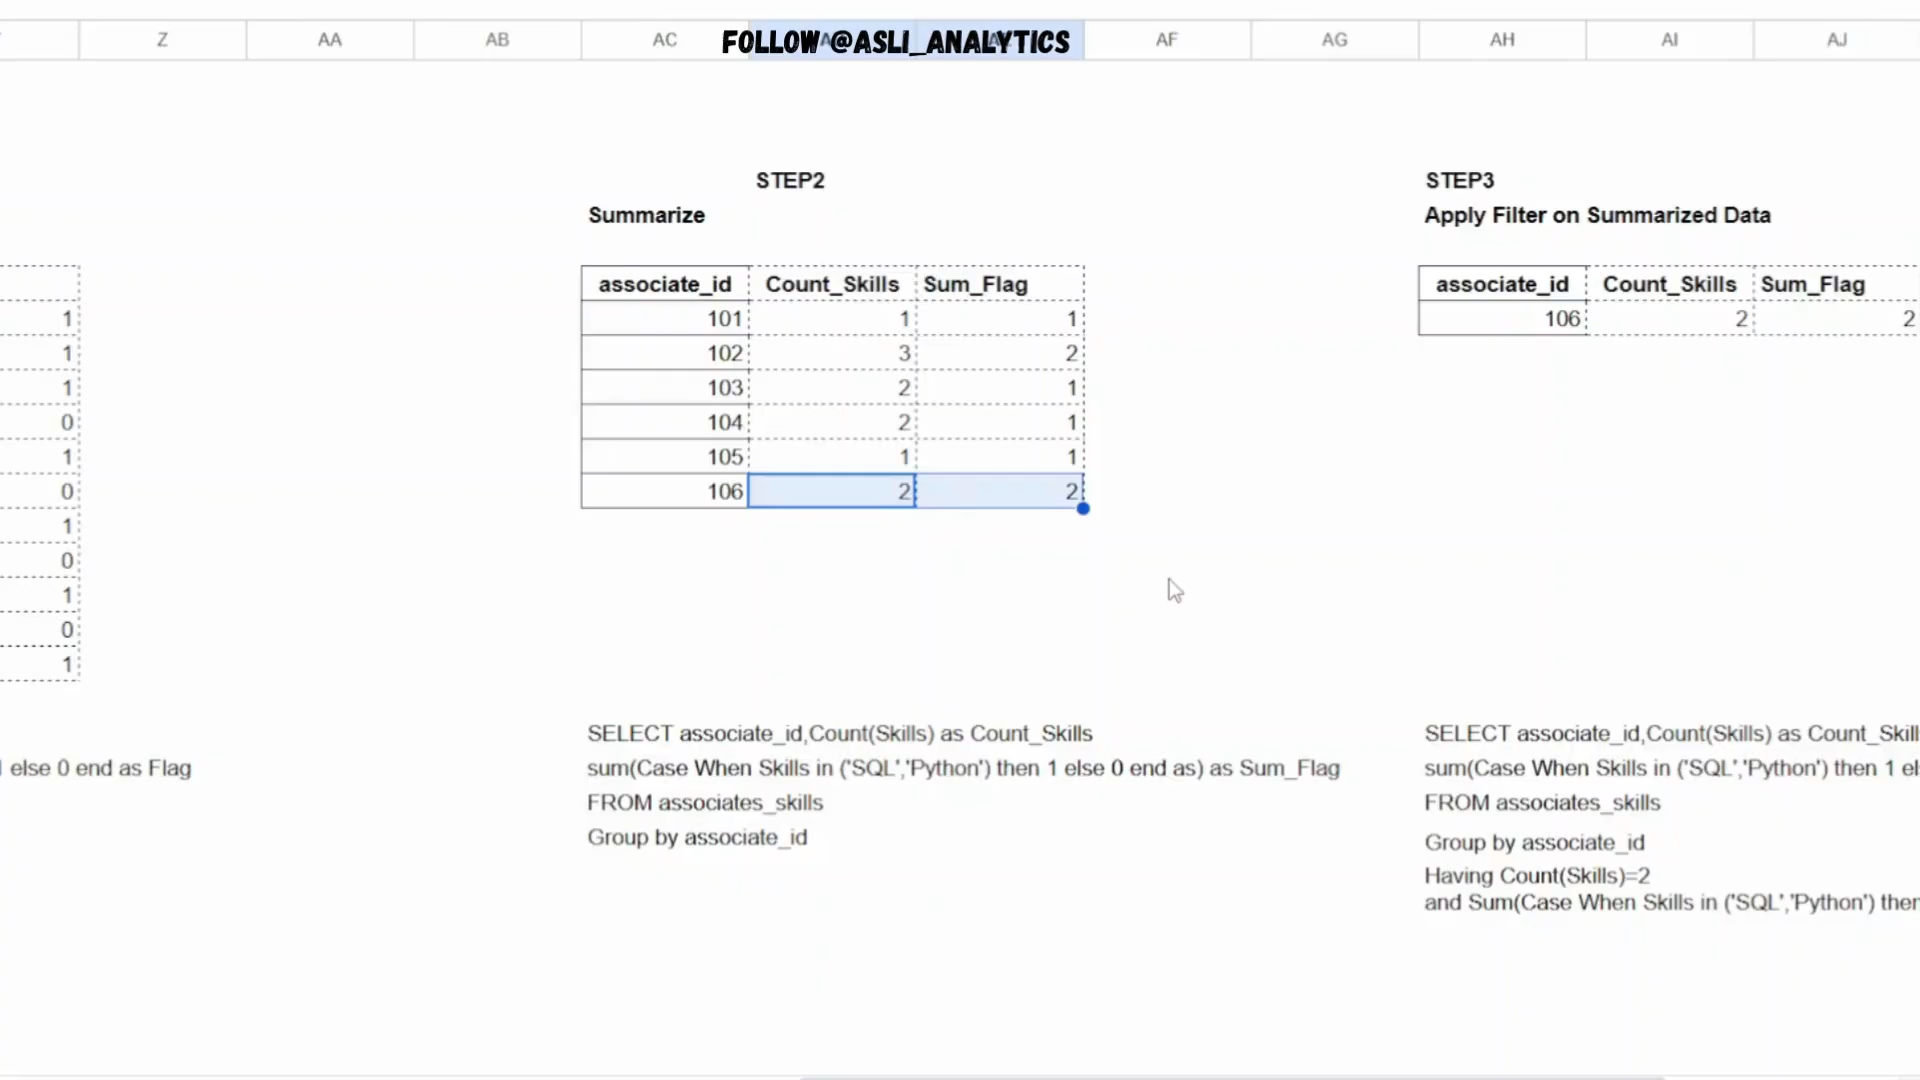 Z AA AB AC AF AG AH AI AJ
FOLLOW @ASLI_ANALYTICS
1
1
1
0
1
0
1
0
1
0
1
else 0 end as Flag
STEP2
Summarize
associate_id Count_Skills Sum_Flag
101 1 1
102 3 2
103 2 1
104 2 1
105 1 1
106 2 2
SELECT associate_id,Count(Skills) as Count_Skills
sum(Case When Skills in ('SQL','Python') then 1 else 0 end as) as Sum_Flag
FROM associates_skills
Group by associate_id
STEP3
Apply Filter on Summarized Data
associate_id Count_Skills Sum_Flag
106 2 2
SELECT associate_id,Count(Skills) as Count_Skill
sum(Case When Skills in ('SQL','Python') then 1 el
FROM associates_skills
Group by associate_id
Having Count(Skills)=2
and Sum(Case When Skills in ('SQL','Python') then